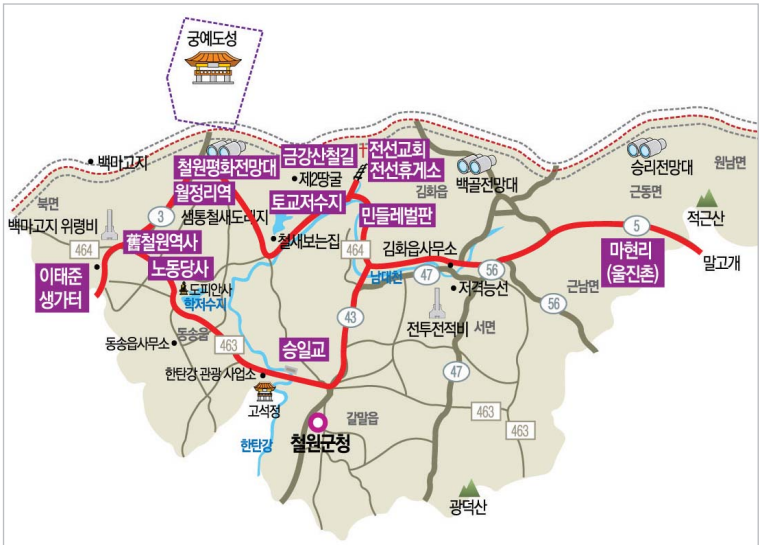 궁예도성
백마고지
철원평화전망대
월정리역
금강산철길
전선교회
전선휴게소
제2땅굴
토교저수지
민들레벌판
백골전망대
승리전망대
원남면
근동면
적근산
북면
백마고지 위령비
3
샘통철새도래지
철새보는집
김화읍
464
464
舊철원역사
노동당사
이태준
생가터
도피안사
학저수지
동송읍
동송읍사무소
463
한탄강 관광 사업소
고석정
한탄강
승일교
43
남대천
47
김화읍사무소
56
저격능선
전투전적비
서면
47
근남면
56
5
마현리
(울진촌)
말고개
철원군청
갈말읍
463
463
광덕산